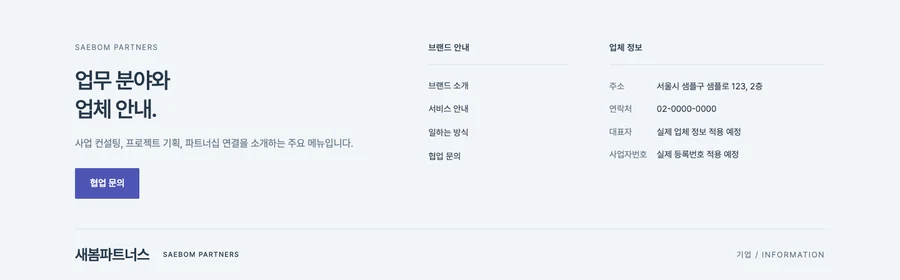 SAEBOM PARTNERS
업무 분야와
업체 안내.
사업 컨설팅, 프로젝트 기획, 파트너십 연결을 소개하는 주요 메뉴입니다.
협업 문의
브랜드 안내
브랜드 소개
서비스 안내
일하는 방식
협업 문의
업체 정보
주소 서울시 샘플구 샘플로 123, 2층
연락처 02-0000-0000
대표자 실제 업체 정보 적용 예정
사업자번호 실제 등록번호 적용 예정
새봄파트너스 SAEBOM PARTNERS
기업 / INFORMATION